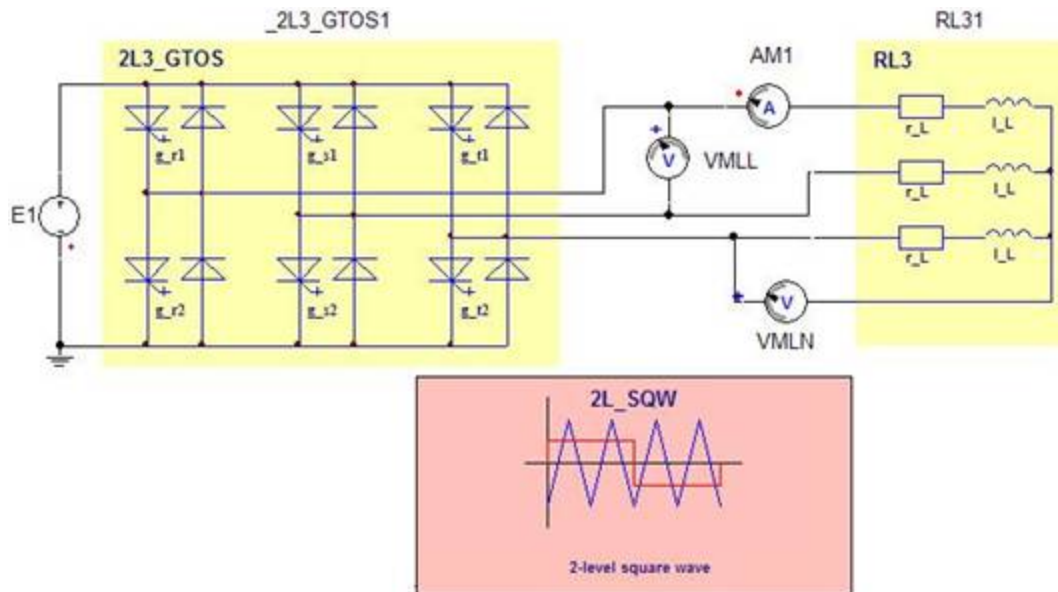 _2L3_GTOS1
RL31
2L3_GTOS
AM1
RL3
A
r_L
l_L
g_r1
g_s1
g_t1
V
VMLL
r_L
l_L
E1
r_L
l_L
g_r2
g_s2
g_t2
V
VMLN
2L_SQW
2-level square wave